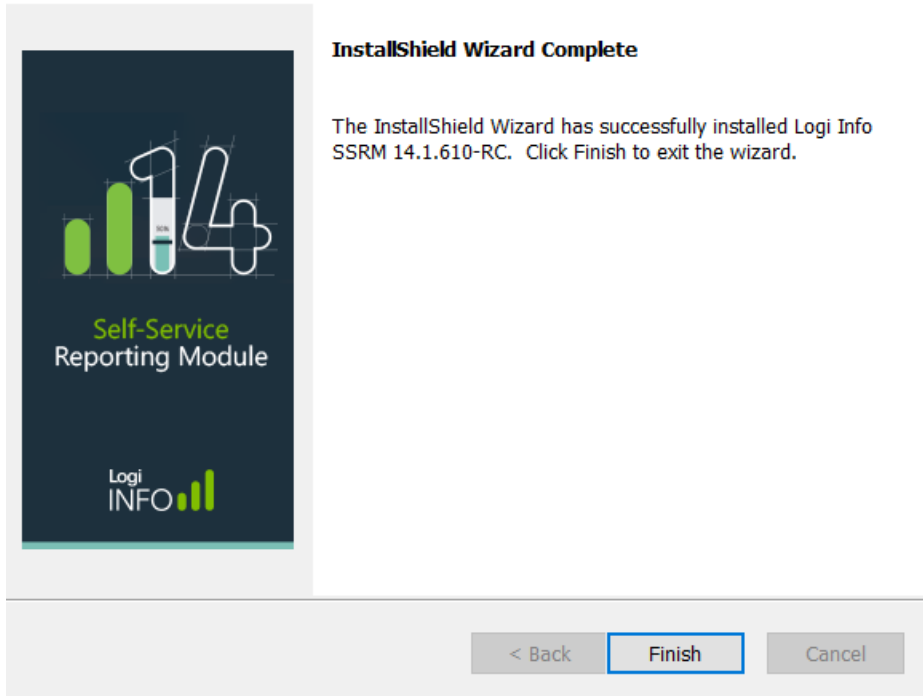 InstallShield Wizard Complete
The InstallShield Wizard has successfully installed Logi Info
SSRM 14.1.610-RC.  Click Finish to exit the wizard.
14
50%
Self-Service
Reporting Module
Logi
INFO
< Back
Finish
Cancel